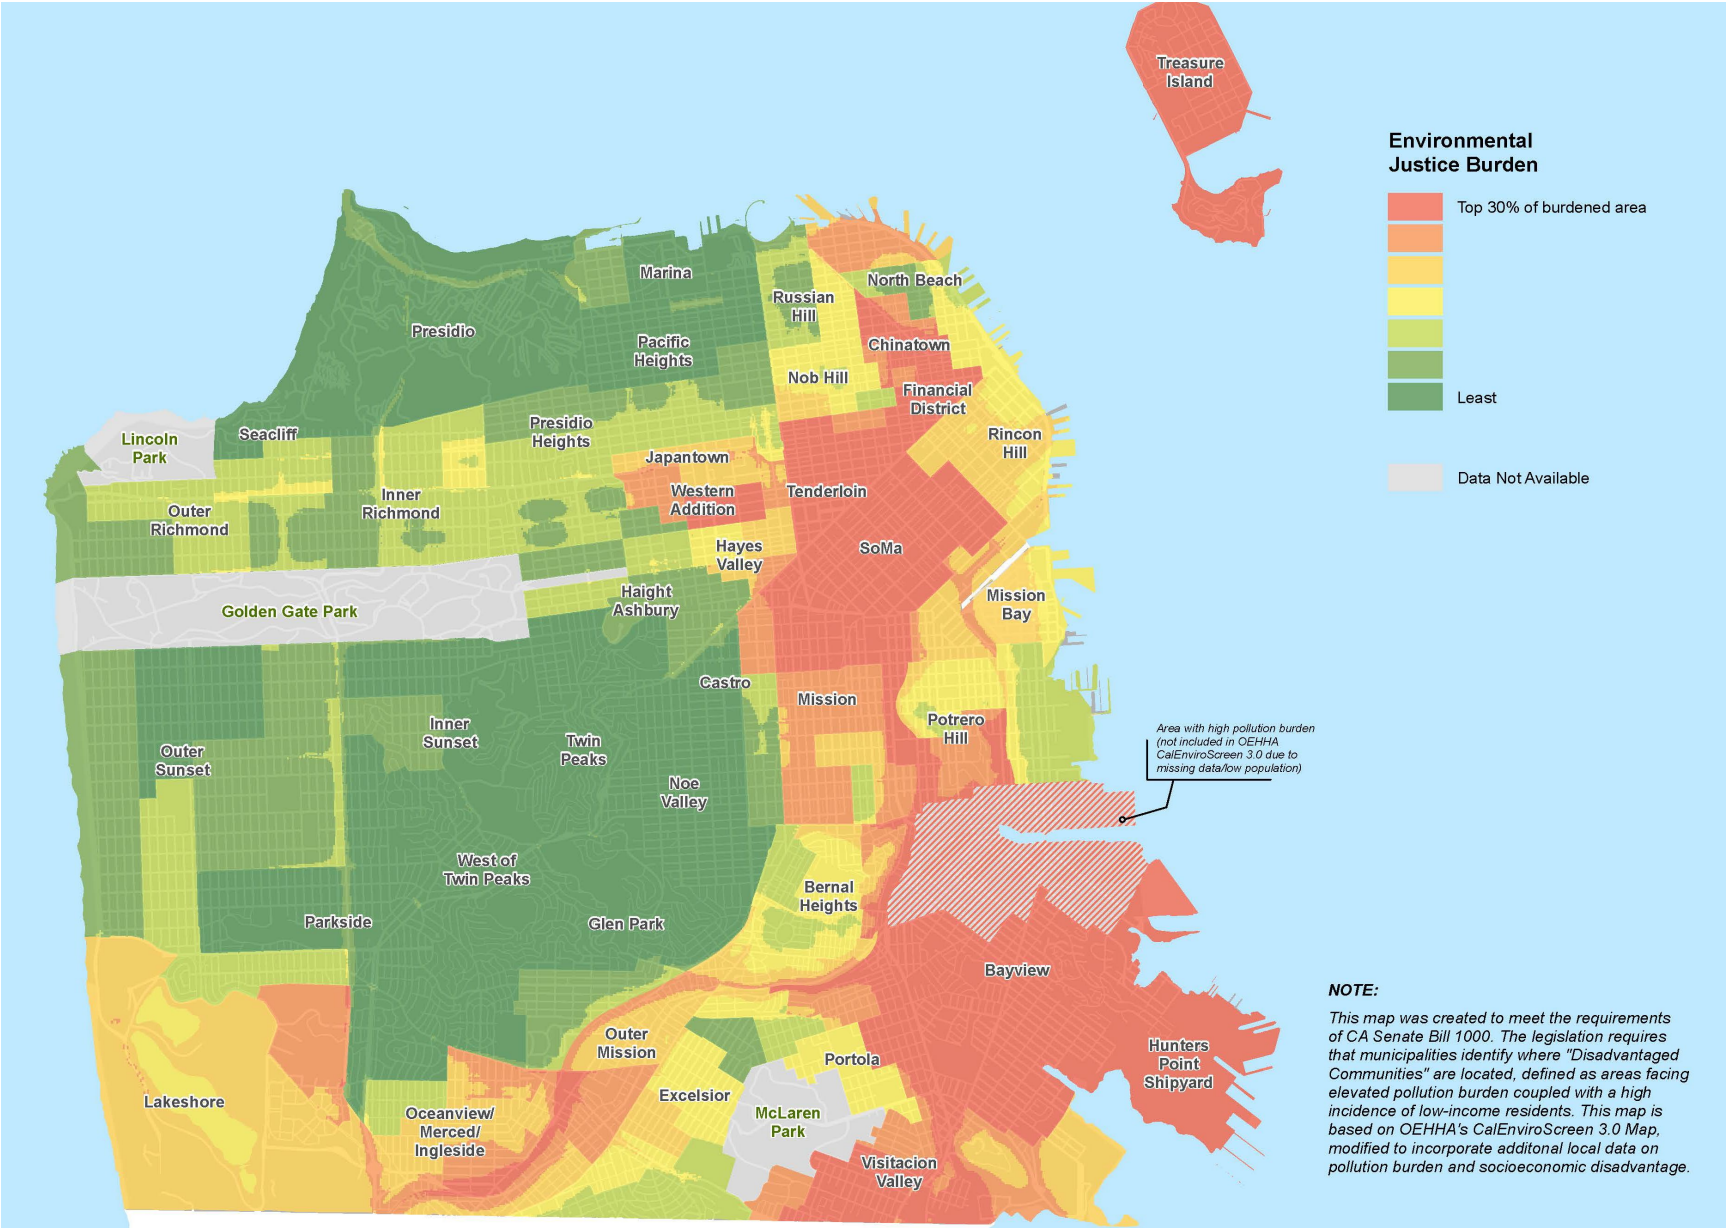 Treasure
Island
Environmental
Justice Burden
Top 30% of burdened area
Least
Data Not Available
Marina
North Beach
Russian
Hill
Presidio
Pacific
Heights
Chinatown
Nob Hill
Financial
District
Presidio
Heights
Seacliff
Lincoln
Park
Rincon
Hill
Japantown
Western
Addition
Tenderloin
Inner
Richmond
Outer
Richmond
Hayes
Valley
SoMa
Haight
Ashbury
Golden Gate Park
Mission
Bay
Castro
Mission
Potrero
Hill
Inner
Sunset
Twin
Peaks
Outer
Sunset
Noe
Valley
Area with high pollution burden
(not included in OEHHA
CalEnviroScreen 3.0 due to
missing data/low population)
West of
Twin Peaks
Bernal
Heights
Parkside
Glen Park
Bayview
Outer
Mission
Portola
Hunters
Point
Shipyard
Excelsior
Lakeshore
Oceanview/
Merced/
Ingleside
McLaren
Park
Visitacion
Valley
NOTE:
This map was created to meet the requirements
of CA Senate Bill 1000. The legislation requires
that municipalities identify where "Disadvantaged
Communities" are located, defined as areas facing
elevated pollution burden coupled with a high
incidence of low-income residents. This map is
based on OEHHA's CalEnviroScreen 3.0 Map,
modified to incorporate additonal local data on
pollution burden and socioeconomic disadvantage.